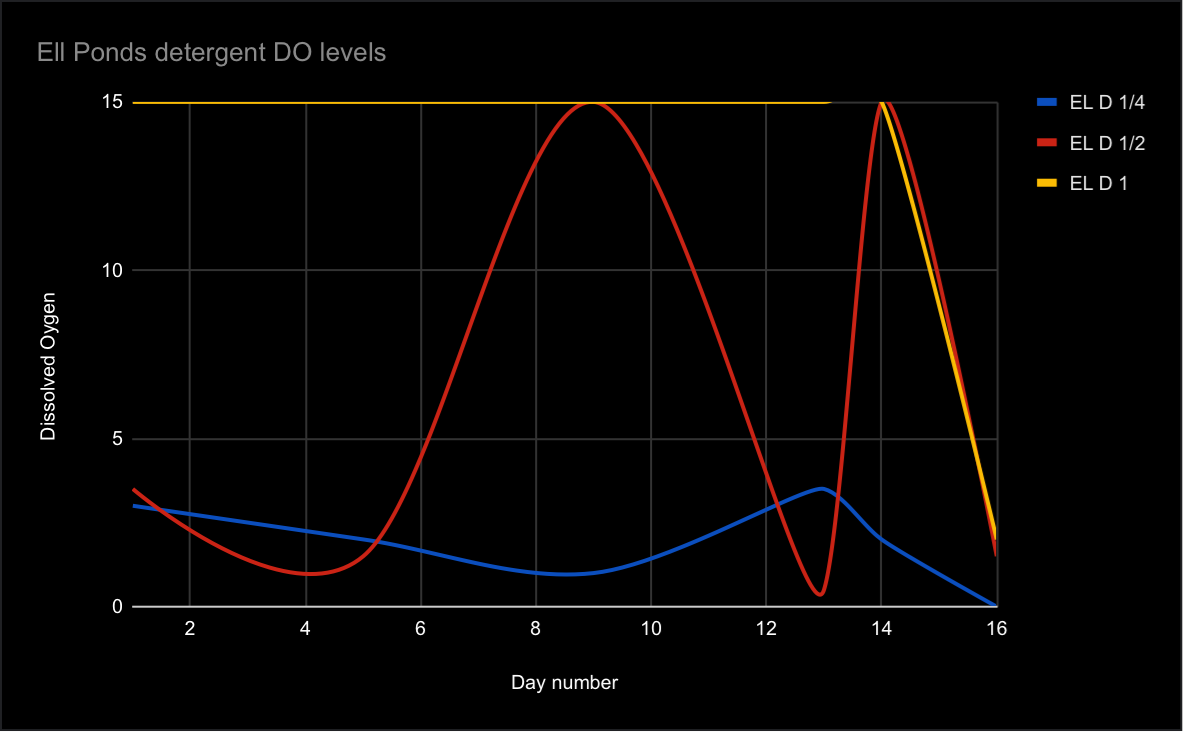 Ell Ponds detergent DO levels
15
10
5
0
Dissolved Oygen
2 4 6 8 10 12 14 16
Day number
EL D 1/4
EL D 1/2
EL D 1